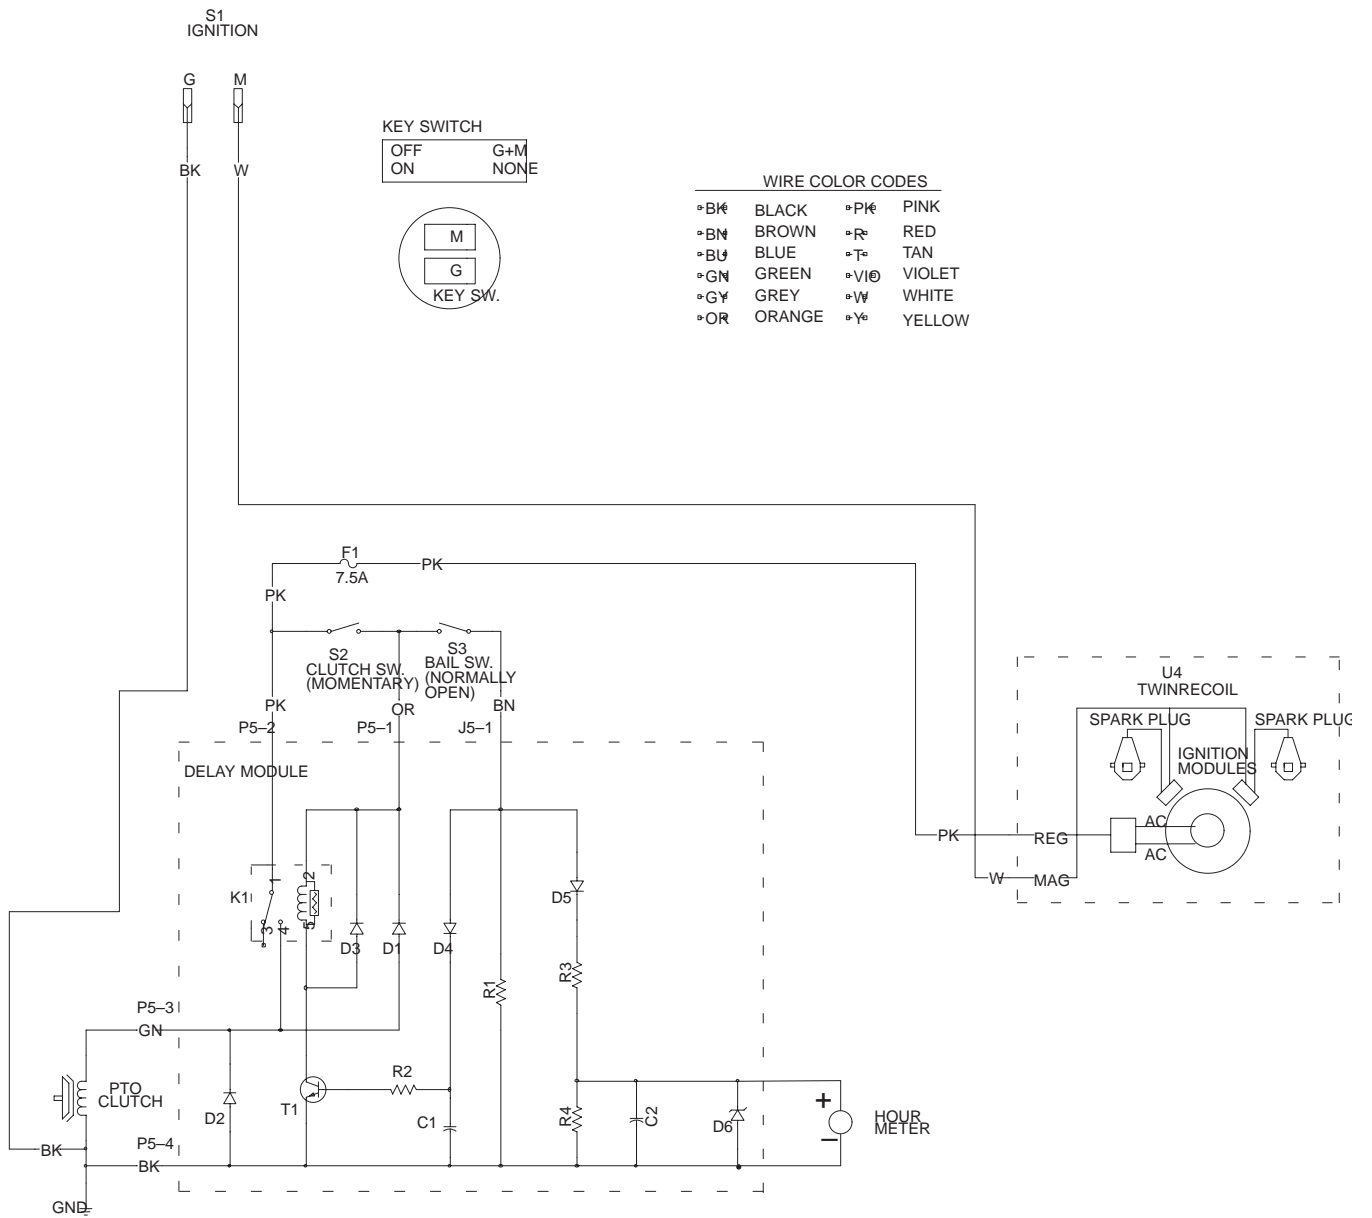 S1
IGNITION
G M
BK W
KEY SWITCH
OFF G+M
ON NONE
M
G
KEY SW.
WIRE COLOR CODES
BK BLACK PK PINK
BN BROWN R RED
BU BLUE T TAN
GN GREEN VIO VIOLET
GY GREY W WHITE
OR ORANGE Y YELLOW
F1
7.5A
PK
PK
S2
CLUTCH SW.
(MOMENTARY)
S3
BAIL SW.
(NORMALLY
OPEN)
PK OR BN
P5–2 P5–1 J5–1
DELAY MODULE
U4
TWINRECOIL
SPARK PLUG SPARK PLUG
IGNITION
MODULES
AC
AC
PK REG
W MAG
K1
1 2
3 4 5
D3 D1 D4 D5
R1 R3
P5–3
GN
PTO
CLUTCH
D2 T1 R2 C1 R4 C2 D6
+
–
HOUR
METER
P5–4
BK BK
GND